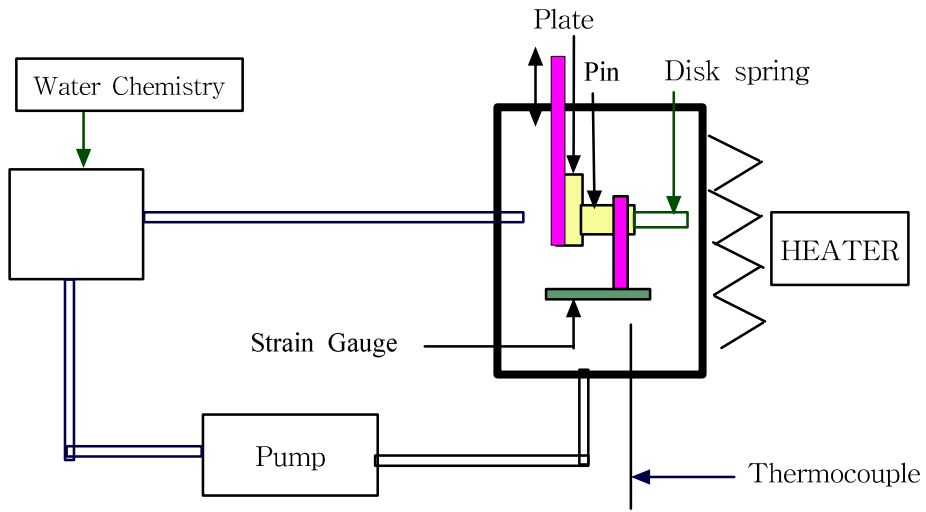 Plate
Water Chemistry
Pin
Disk spring
HEATER
Strain Gauge
Pump
Thermocouple